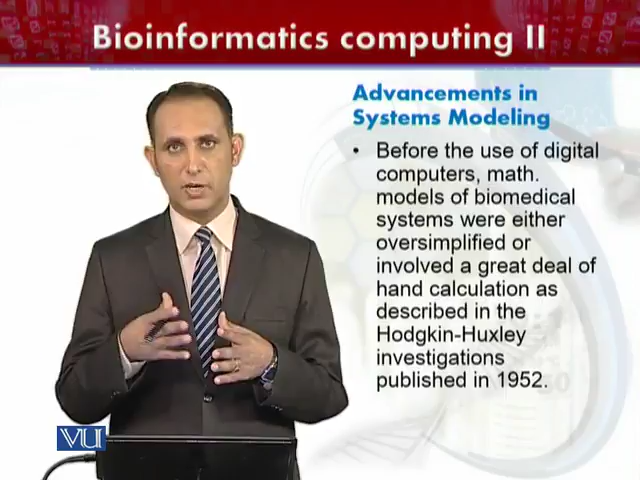 Bioinformatics computing II
Advancements in
Systems Modeling
• Before the use of digital
computers, math.
models of biomedical
systems were either
oversimplified or
involved a great deal of
hand calculation as
described in the
Hodgkin-Huxley
investigations
published in 1952.
VU